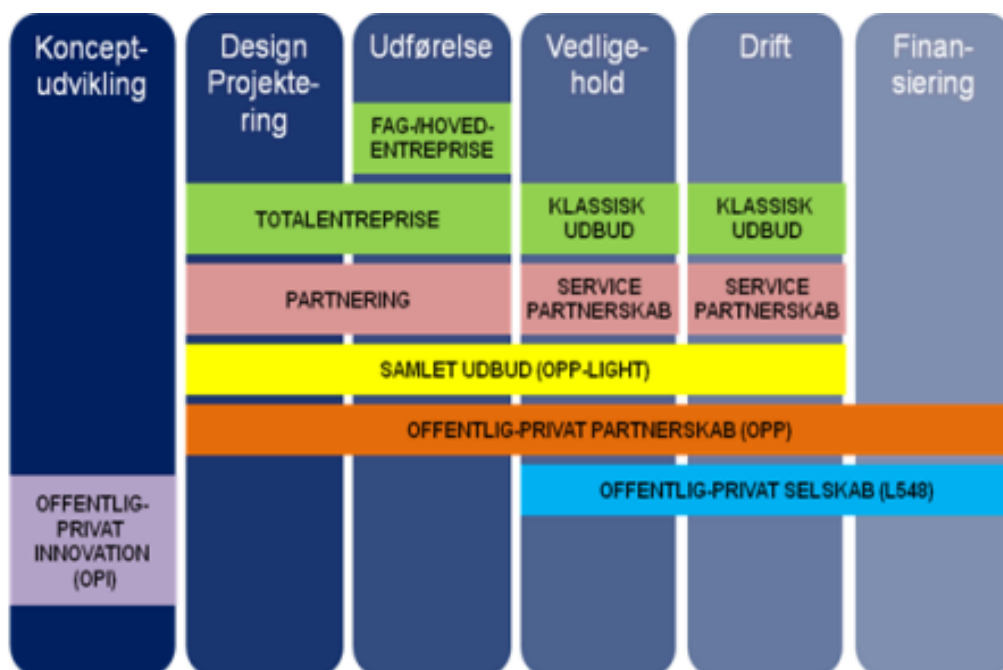 Koncept-
udvikling
Design
Projekte-
ring
Udførelse
Vedlige-
hold
Drift
Finan-
siering
FAG-/HOVED-
ENTREPRISE
TOTALENTREPRISE
KLASSISK
UDBUD
KLASSISK
UDBUD
PARTNERING
SERVICE
PARTNERSKAB
SERVICE
PARTNERSKAB
SAMLET UDBUD (OPP-LIGHT)
OFFENTLIG-PRIVAT PARTNERSKAB (OPP)
OFFENTLIG-PRIVAT SELSKAB (L548)
OFFENTLIG-
PRIVAT
INNOVATION
(OPI)